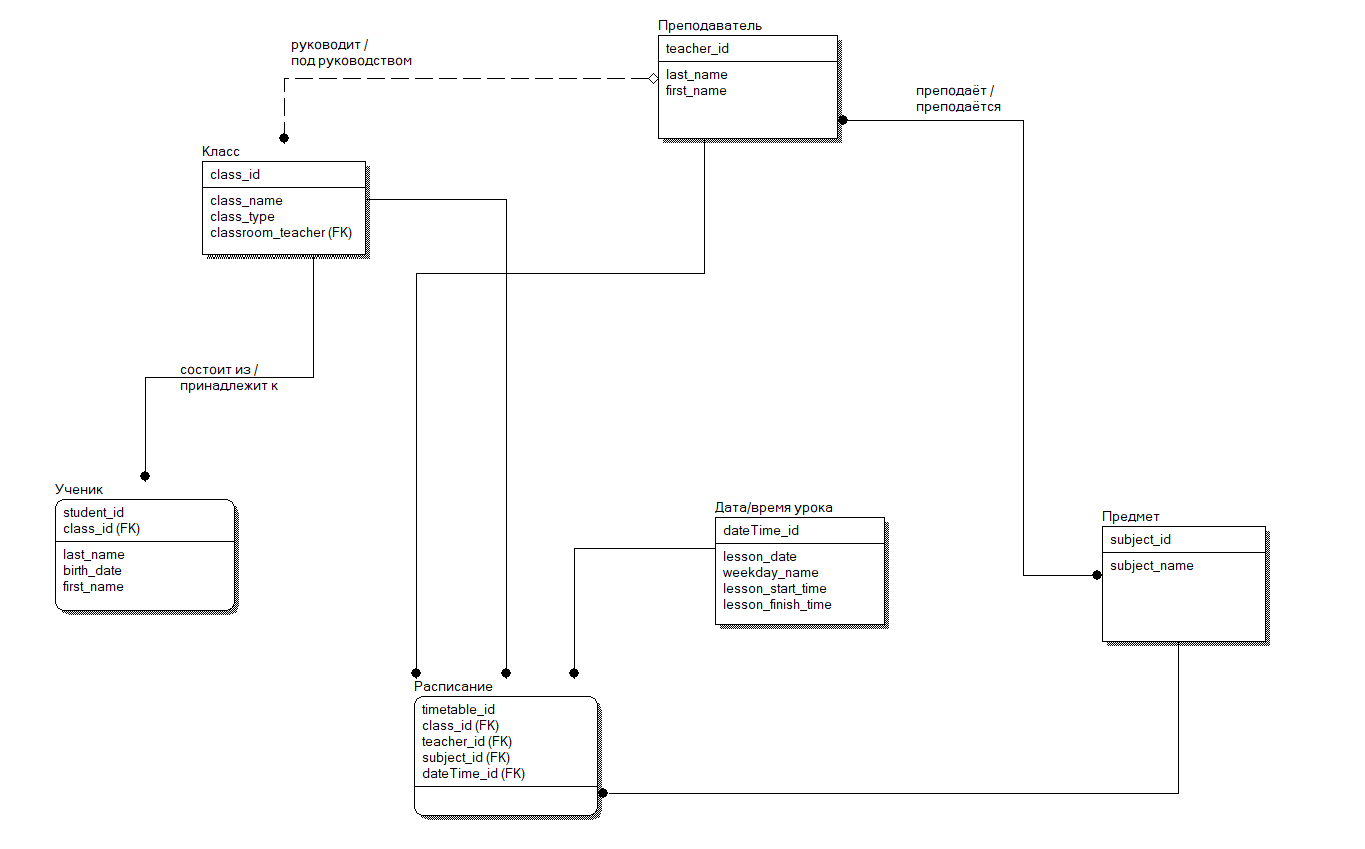 Преподаватель
teacher_id
last_name
first_name
руководит /
под руководством
преподаёт /
преподаётся
Класс
class_id
class_name
class_type
classroom_teacher (FK)
состоит из /
принадлежит к
Ученик
student_id
class_id (FK)
last_name
birth_date
first_name
Дата/время урока
dateTime_id
lesson_date
weekday_name
lesson_start_time
lesson_finish_time
Предмет
subject_id
subject_name
Расписание
timetable_id
class_id (FK)
teacher_id (FK)
subject_id (FK)
dateTime_id (FK)